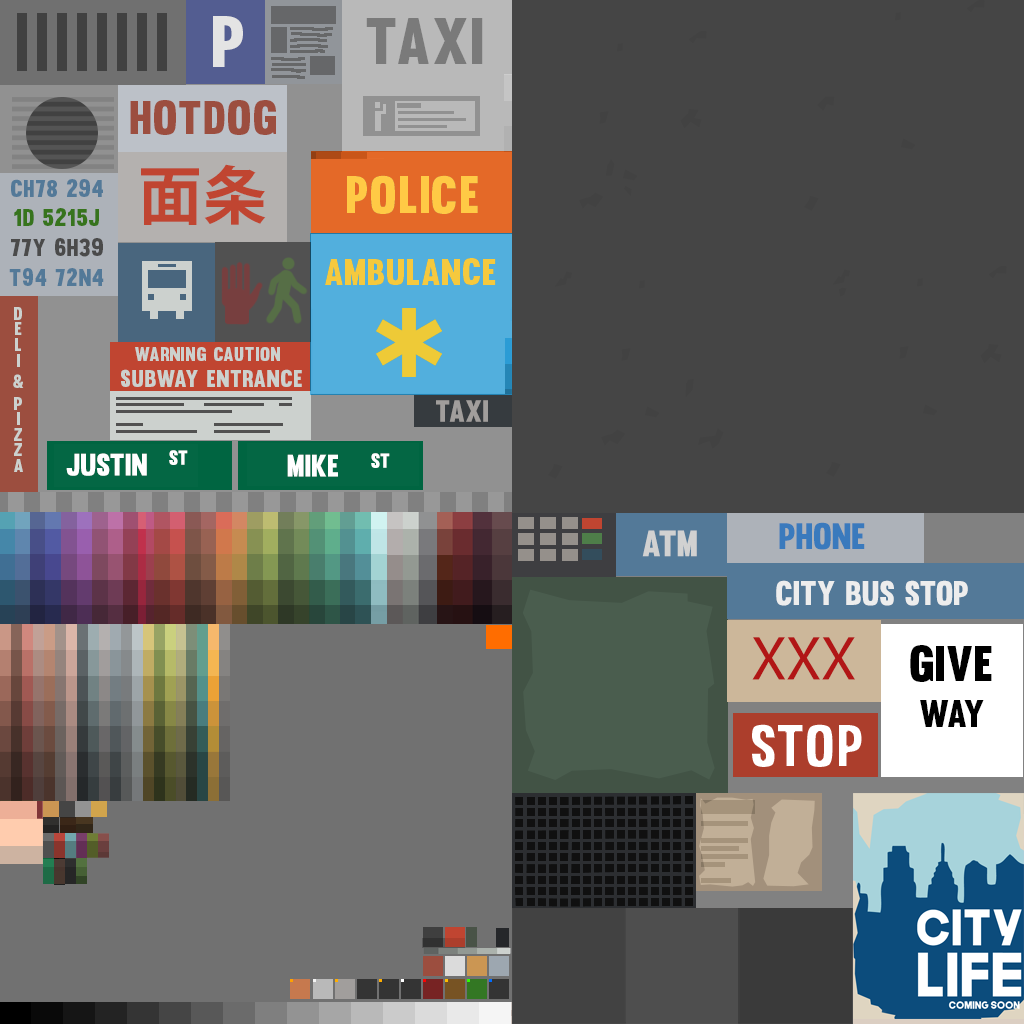 P
TAXI
HOTDOG
面条
CH78 294
1D 5215J
77Y 6H39
T94 72N4
POLICE
AMBULANCE
DELI & PIZZA
WARNING CAUTION
SUBWAY ENTRANCE
TAXI
JUSTIN ST
MIKE ST
ATM
PHONE
CITY BUS STOP
XXX
GIVE
WAY
STOP
CITY
LIFE
COMING SOON